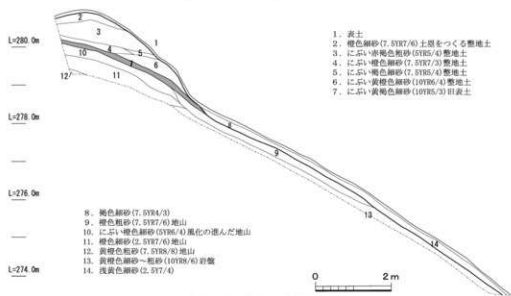 L=280.0m
L=278.0m
L=276.0m
L=274.0m
1. 表土
2. 橙色細砂(7.5YR7/6)土塁をつくる整地土
3. にぶい赤褐色粗砂(5YR5/4)整地土
4. にぶい橙色細砂(7.5YR7/3)整地土
5. にぶい褐色細砂(7.5YR5/4)整地土
6. にぶい黄橙色細砂(10YR6/4)整地土
7. にぶい黄褐色細砂(10YR5/3)旧表土
8. 褐色細砂(7.5YR4/3)
9. 橙色粗砂(7.5YR7/6)地山
10. にぶい橙色細砂(5YR6/4)風化の進んだ地山
11. 橙色細砂(2.5YR7/6)地山
12. 黄橙色粗砂(7.5YR8/8)地山
13. 黄橙色細砂～粗砂(10YR8/6)岩盤
14. 浅黄色細砂(2.5Y7/4)
2
3
1
4
5
10
7
6
11
12
8
9
13
14
0 2m